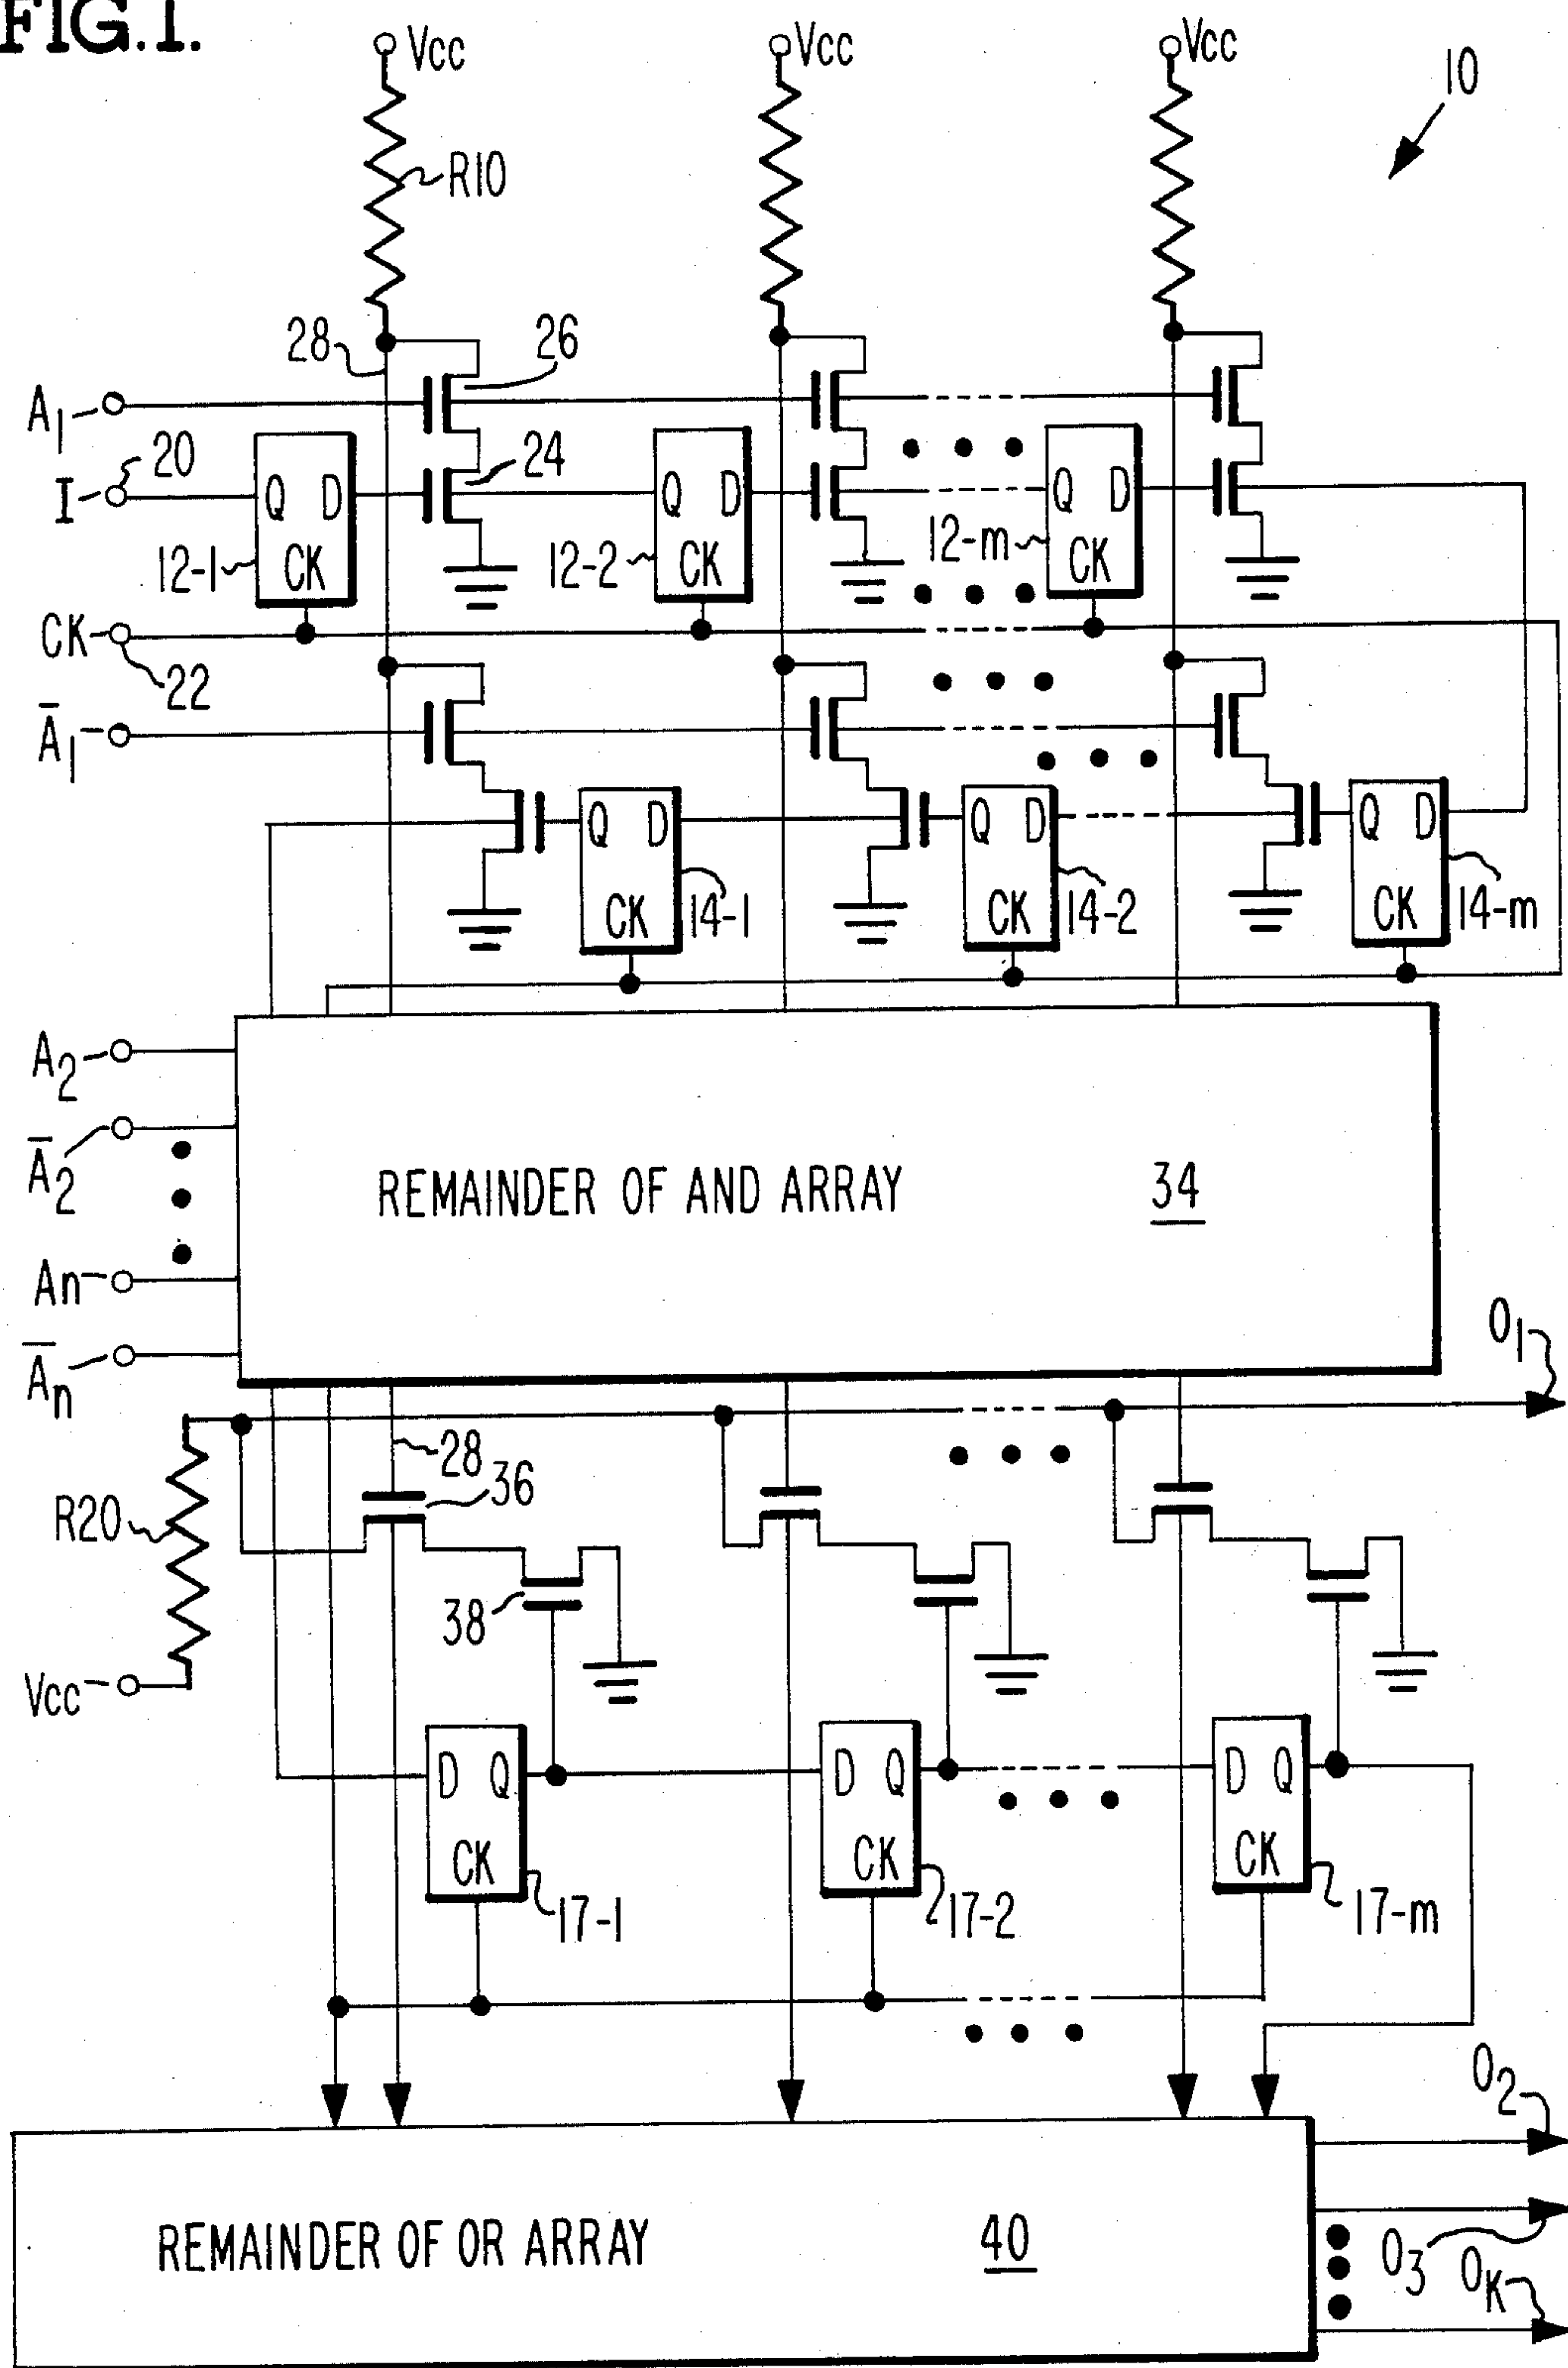 FIG. 1.
Vcc Vcc Vcc
10
R10
28 26
A1
20 24
I
Q D Q D Q D
12-1 CK 12-2 CK 12-m CK
CK
22
Ā1
Q D Q D Q D
CK 14-1 CK 14-2 CK 14-m
A2
Ā2
REMAINDER OF AND ARRAY 34
An
Ān
O1
28
36
R20
38
Vcc
D Q D Q D Q
CK CK CK
17-1 17-2 17-m
O2
REMAINDER OF OR ARRAY 40
O3
OK